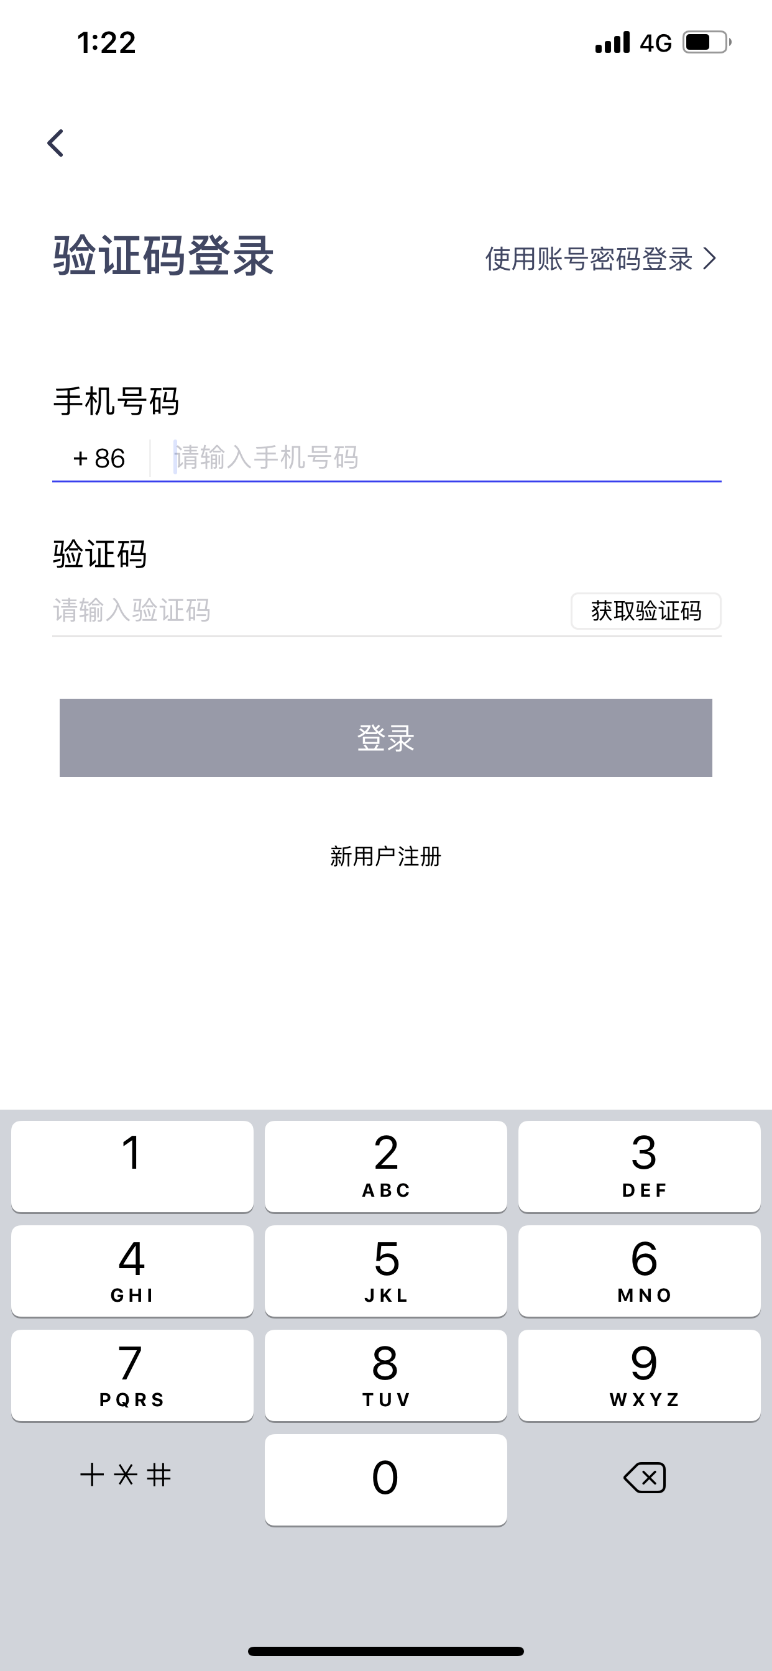 1:22 4G
验证码登录
使用账号密码登录
手机号码
+ 86 请输入手机号码
验证码
请输入验证码 获取验证码
登录
新用户注册
1 2 3
ABC DEF
4 5 6
GHI JKL MNO
7 8 9
PQRS TUV WXYZ
+*# 0